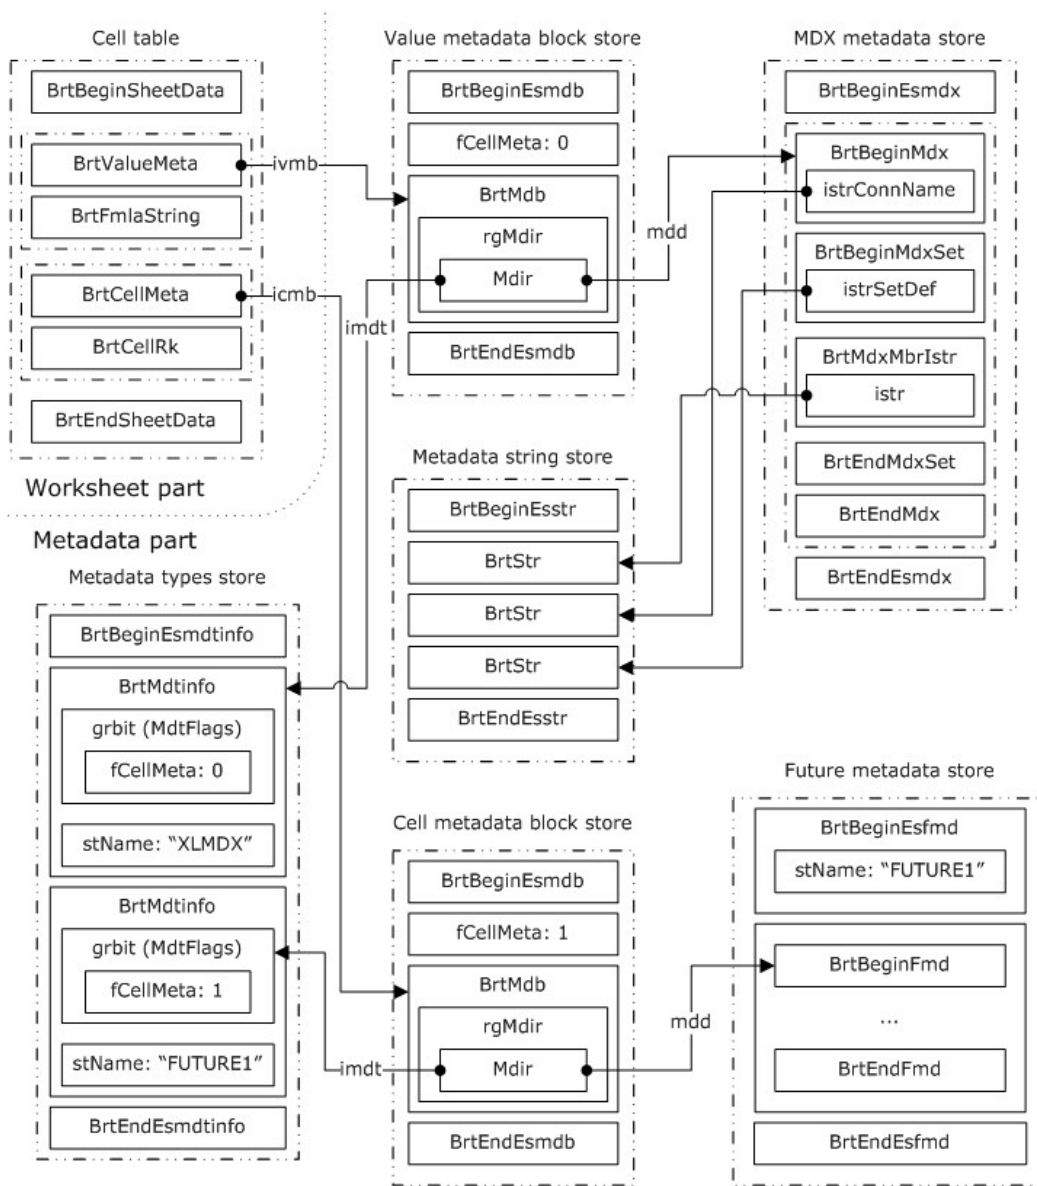 Cell table
BrtBeginSheetData
BrtValueMeta
ivmb
BrtFmlaString
BrtCellMeta
icmb
BrtCellRk
BrtEndSheetData
Worksheet part
Value metadata block store
BrtBeginEsmdb
fCellMeta: 0
BrtMdb
rgMdir
Mdir
mdd
imdt
BrtEndEsmdb
MDX metadata store
BrtBeginEsmdx
BrtBeginMdx
istrConnName
BrtBeginMdxSet
istrSetDef
BrtMdxMbrIstr
istr
BrtEndMdxSet
BrtEndMdx
BrtEndEsmdx
Metadata string store
BrtBeginEsstr
BrtStr
BrtStr
BrtStr
BrtEndEsstr
Metadata part
Metadata types store
BrtBeginEsmdtinfo
BrtMdtinfo
grbit (MdtFlags)
fCellMeta: 0
stName: “XLMDX”
BrtMdtinfo
grbit (MdtFlags)
fCellMeta: 1
stName: “FUTURE1”
BrtEndEsmdtinfo
Cell metadata block store
BrtBeginEsmdb
fCellMeta: 1
BrtMdb
rgMdir
Mdir
imdt
mdd
BrtEndEsmdb
Future metadata store
BrtBeginEsfmd
stName: “FUTURE1”
BrtBeginFmd
...
BrtEndFmd
BrtEndEsfmd